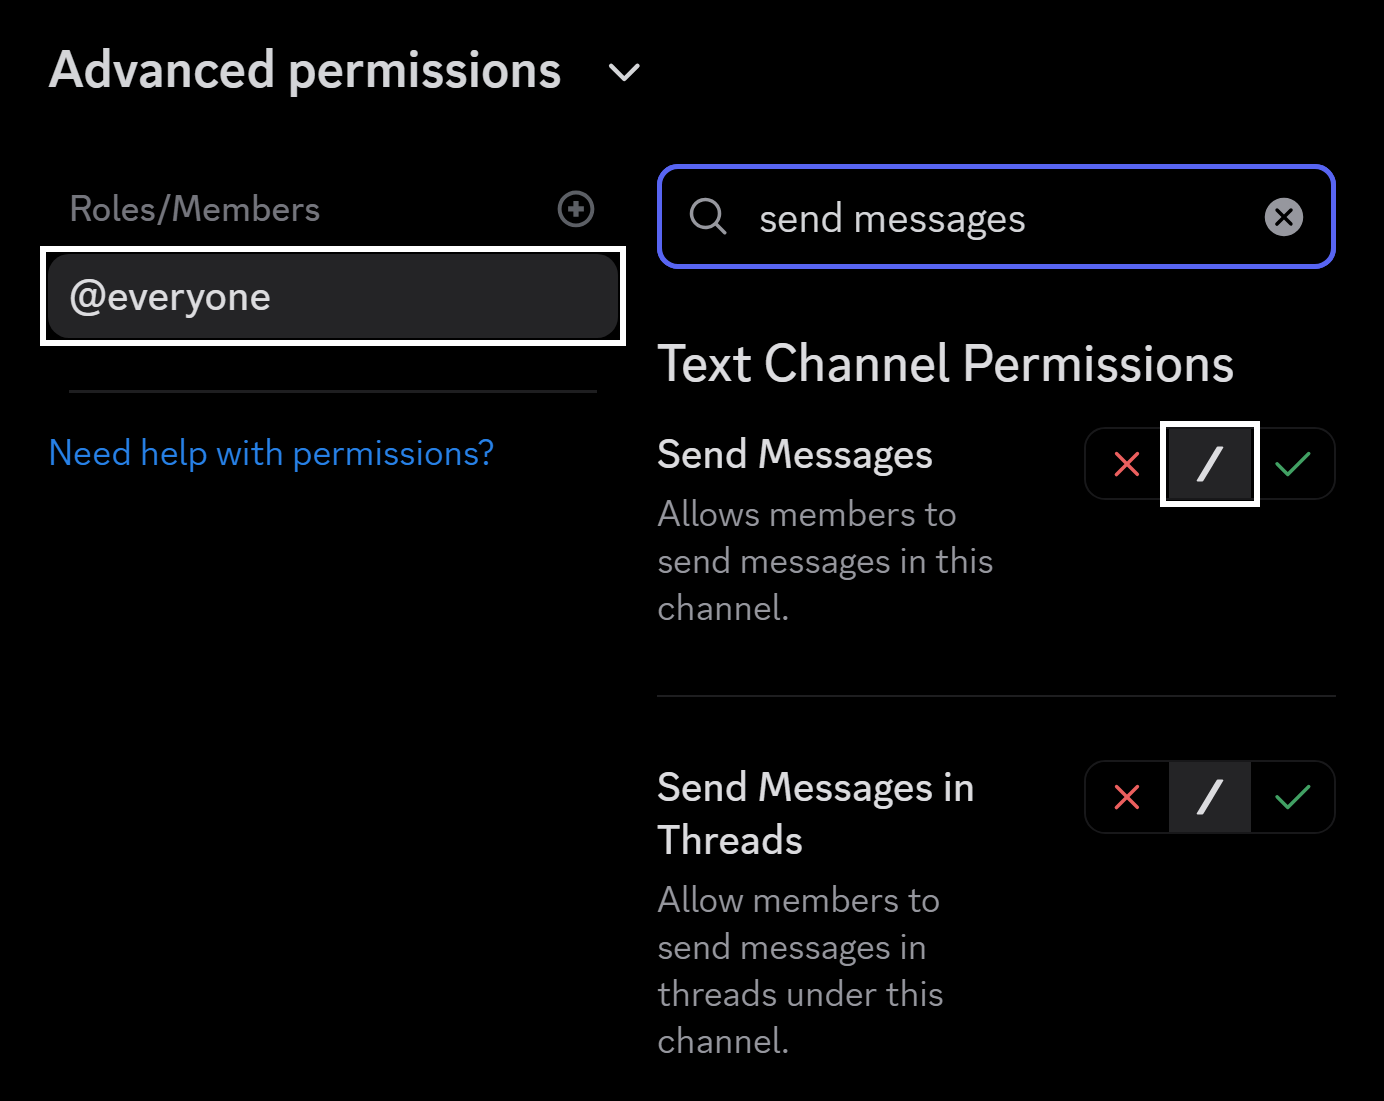 Advanced permissions
Roles/Members
@everyone
Need help with permissions?
send messages
Text Channel Permissions
Send Messages
Allows members to
send messages in this
channel.
Send Messages in
Threads
Allow members to
send messages in
threads under this
channel.